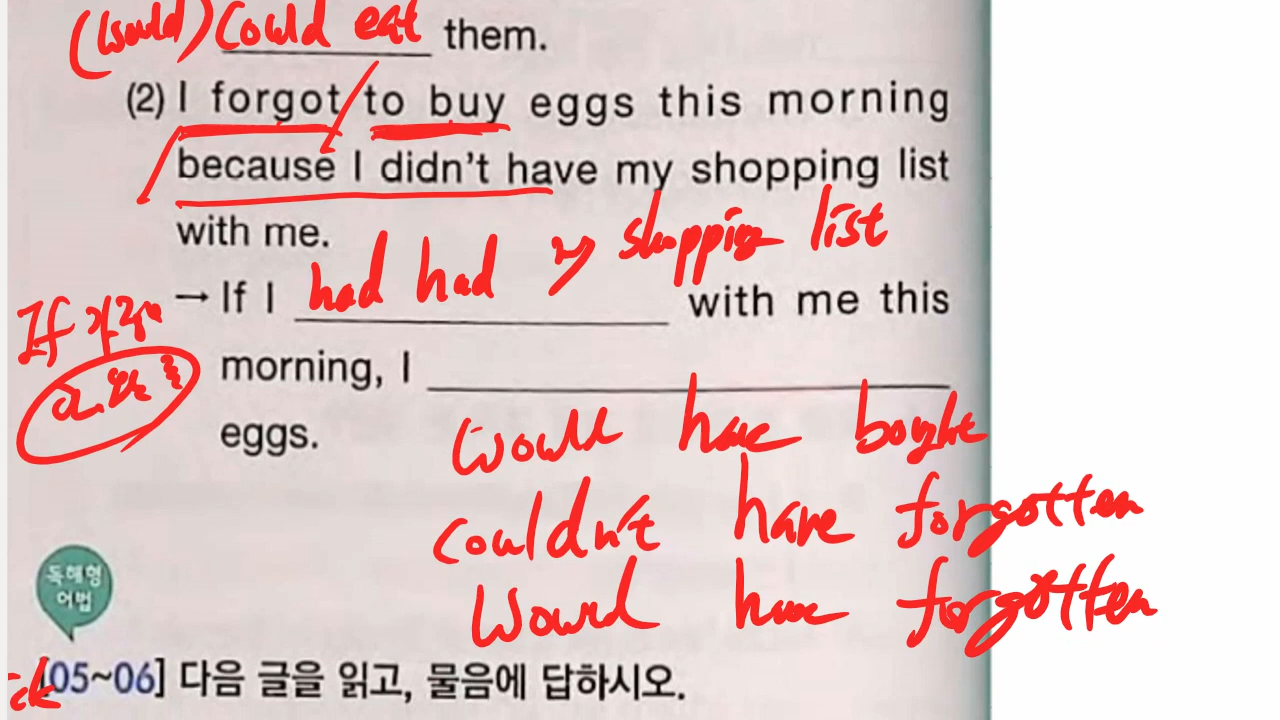 (would) could eat them.
(2) I forgot to buy eggs this morning
because I didn't have my shopping list
with me.
→ If I had had my shopping list with me this
If
morning, I
eggs.
would have bought
couldn't have forgotten
would have forgotten
독해형
어법
[05~06] 다음 글을 읽고, 물음에 답하시오.